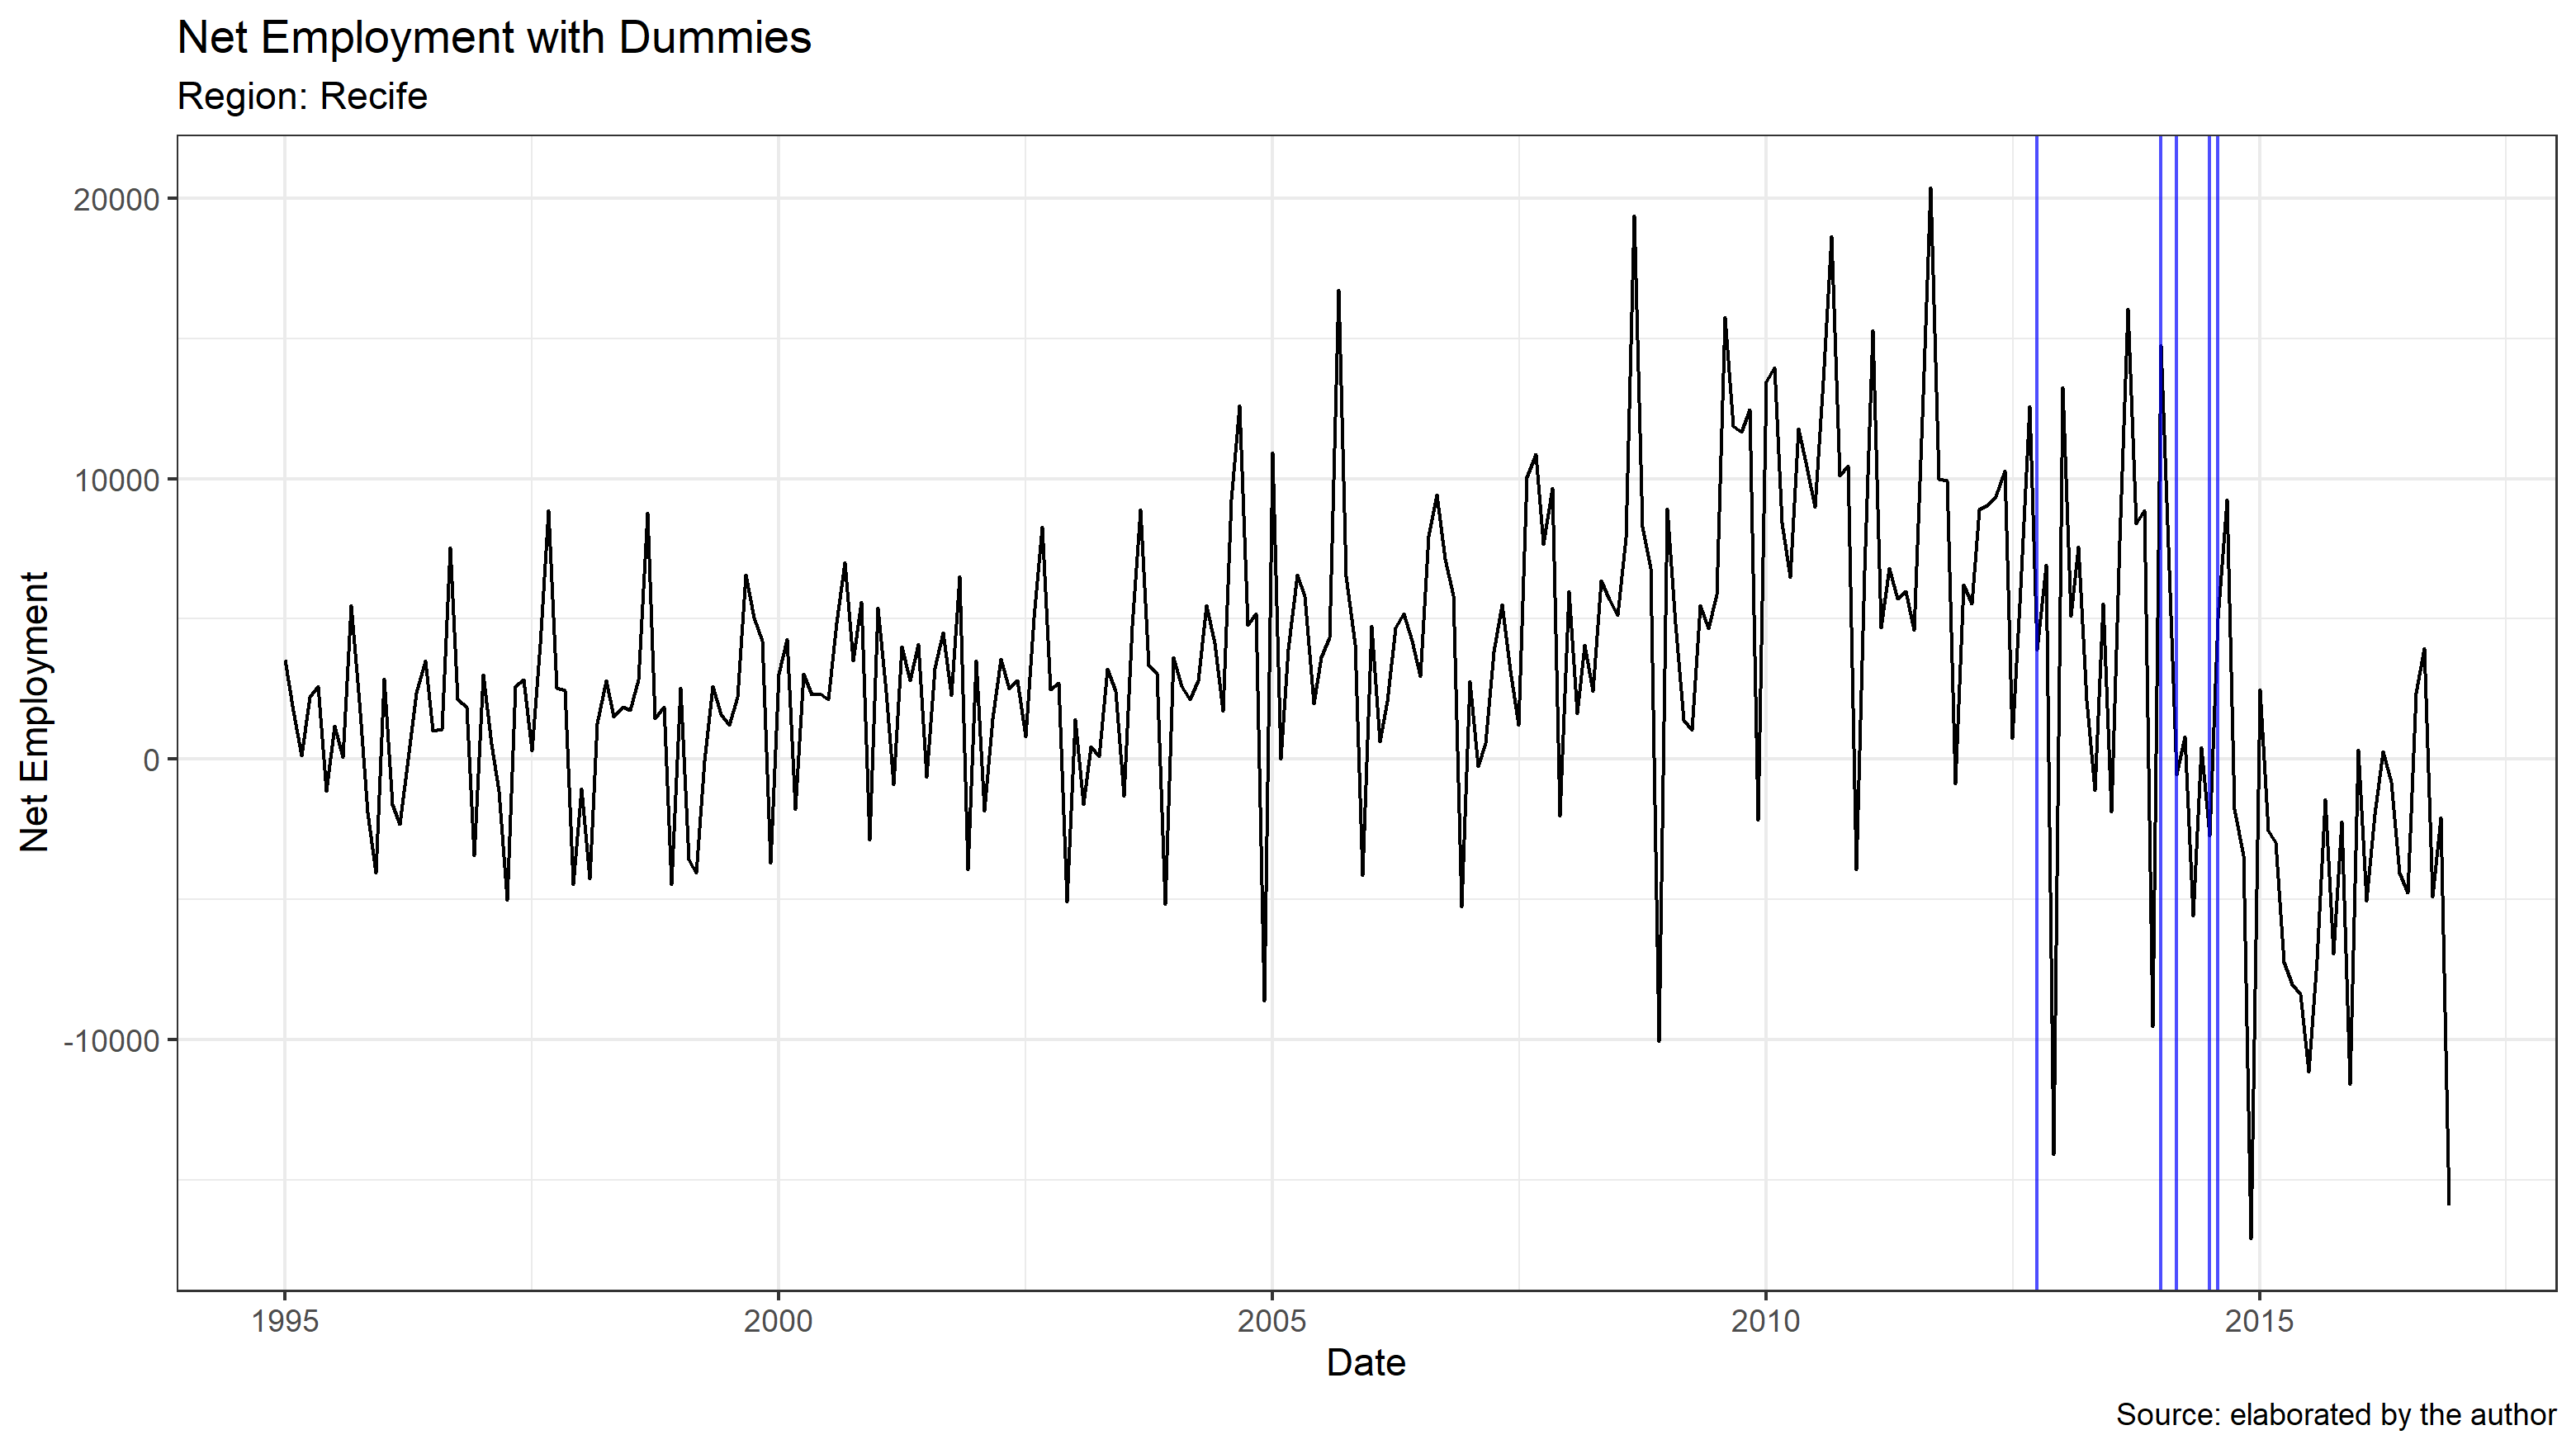 Net Employment with Dummies
Region: Recife
Net Employment
20000
10000
0
-10000
1995 2000 2005 2010 2015
Date
Source: elaborated by the author